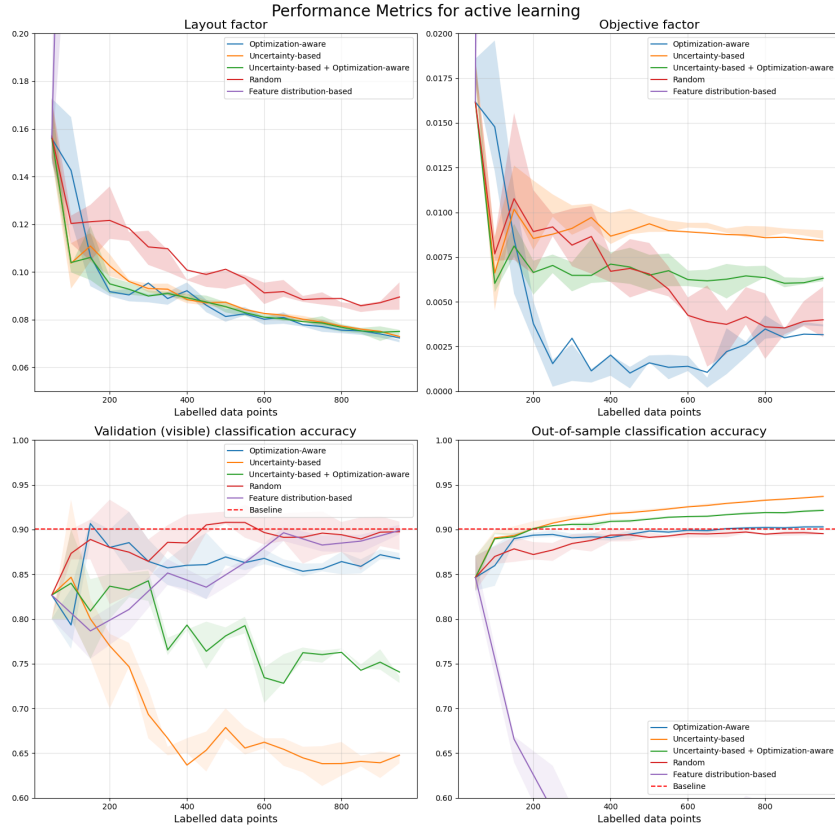 Performance Metrics for active learning
Layout factor
0.20
0.18
0.16
0.14
0.12
0.10
0.08
0.06
200
400
600
800
Labelled data points
Optimization-aware
Uncertainty-based
Uncertainty-based + Optimization-aware
Random
Feature distribution-based
Objective factor
0.0200
0.0175
0.0150
0.0125
0.0100
0.0075
0.0050
0.0025
0.0000
200
400
600
800
Labelled data points
Optimization-aware
Uncertainty-based
Uncertainty-based + Optimization-aware
Random
Feature distribution-based
Validation (visible) classification accuracy
1.00
0.95
0.90
0.85
0.80
0.75
0.70
0.65
0.60
200
400
600
800
Labelled data points
Optimization-Aware
Uncertainty-based
Uncertainty-based + Optimization-aware
Random
Feature distribution-based
Baseline
Out-of-sample classification accuracy
1.00
0.95
0.90
0.85
0.80
0.75
0.70
0.65
0.60
200
400
600
800
Labelled data points
Optimization-Aware
Uncertainty-based
Uncertainty-based + Optimization-aware
Random
Feature distribution-based
Baseline